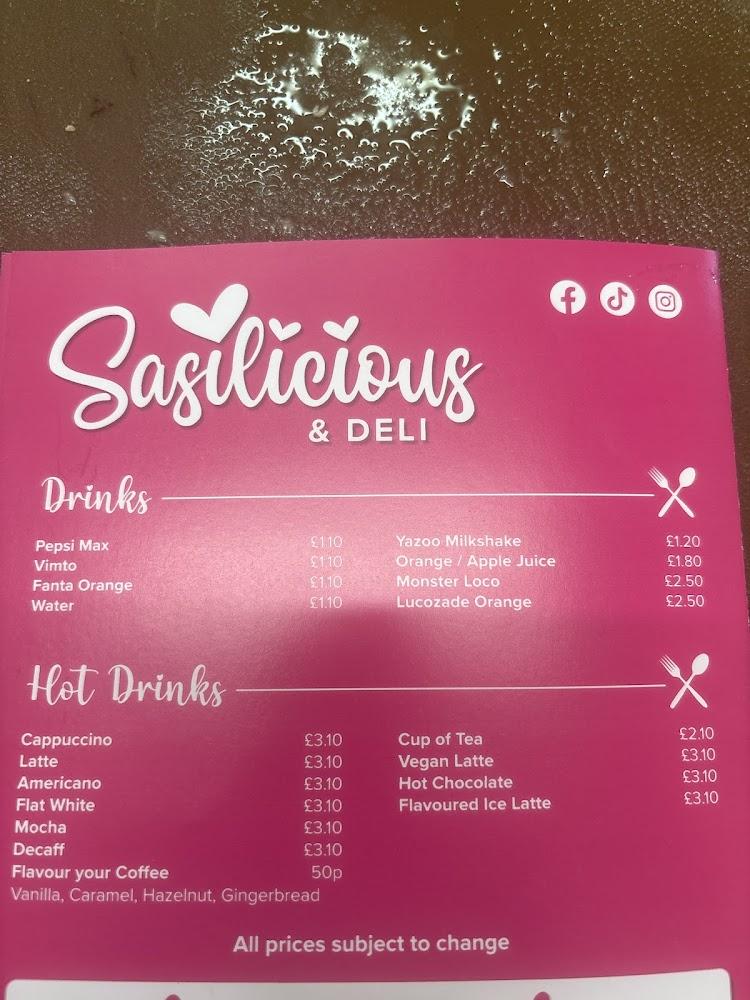 Sasilicious
& DELI
Drinks
Pepsi Max £1.10
Vimto £1.10
Fanta Orange £1.10
Water £1.10
Yazoo Milkshake £1.20
Orange / Apple Juice £1.80
Monster Loco £2.50
Lucozade Orange £2.50
Hot Drinks
Cappuccino £3.10
Latte £3.10
Americano £3.10
Flat White £3.10
Mocha £3.10
Decaff £3.10
Flavour your Coffee 50p
Vanilla, Caramel, Hazelnut, Gingerbread
Cup of Tea £2.10
Vegan Latte £3.10
Hot Chocolate £3.10
Flavoured Ice Latte £3.10
All prices subject to change